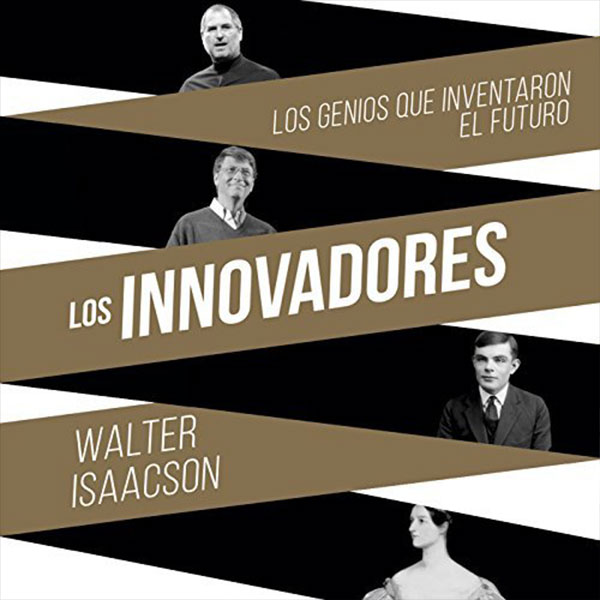 LOS GENIOS QUE INVENTARON
EL FUTURO
LOS INNOVADORES
WALTER
ISAACSON